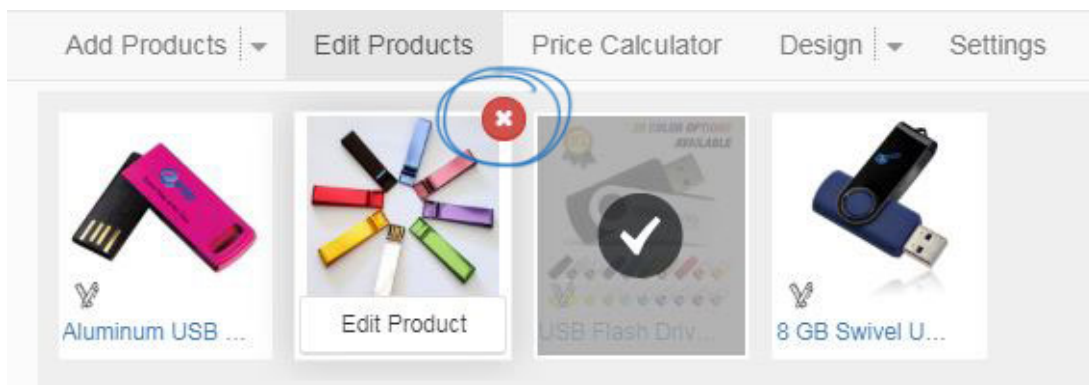 Add Products
Edit Products
Price Calculator
Design
Settings
COLOR OPTIONS
AVAILABLE
Edit Product
Aluminum USB ...
USB Flash Driv...
8 GB Swivel U...